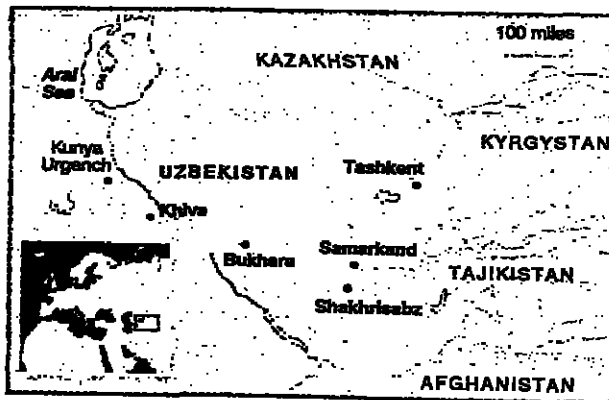 100 miles
KAZAKHSTAN
Aral
Sea
KYRGYSTAN
Kunya
Urgench
UZBEKISTAN
Tashkent
Khiva
Bukhara
Samarkand
TAJIKISTAN
Shakhrisabz
AFGHANISTAN